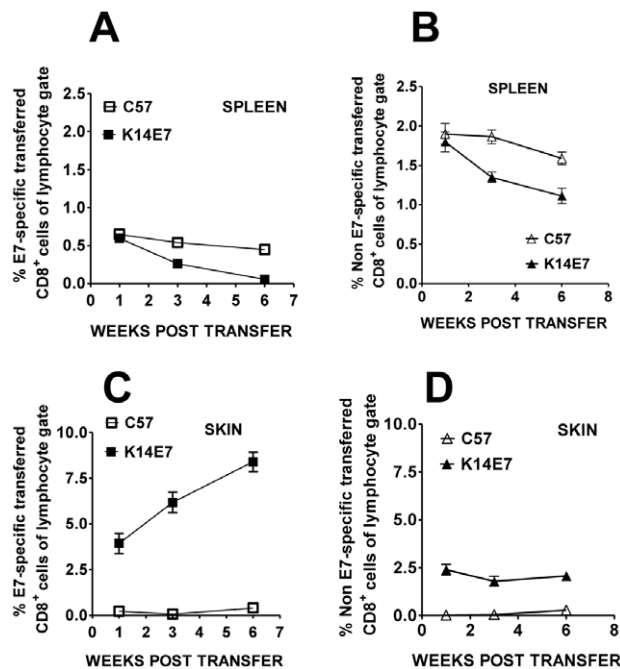 A
% E7-specific transferred
CD8+ cells of lymphocyte gate
2.5
2.0
1.5
1.0
0.5
0.0
C57
K14E7
SPLEEN
0 1 2 3 4 5 6 7
WEEKS POST TRANSFER
B
% Non E7-specific transferred
CD8+ cells of lymphocyte gate
2.5
2.0
1.5
1.0
0.5
0.0
SPLEEN
C57
K14E7
0 2 4 6 8
WEEKS POST TRANSFER
C
% E7-specific transferred
CD8+ cells of lymphocyte gate
10.0
7.5
5.0
2.5
0.0
C57
K14E7
SKIN
0 1 2 3 4 5 6 7
WEEKS POST TRANSFER
D
% Non E7-specific transferred
CD8+ cells of lymphocyte gate
10.0
7.5
5.0
2.5
0.0
C57
K14E7
SKIN
0 2 4 6 8
WEEKS POST TRANSFER